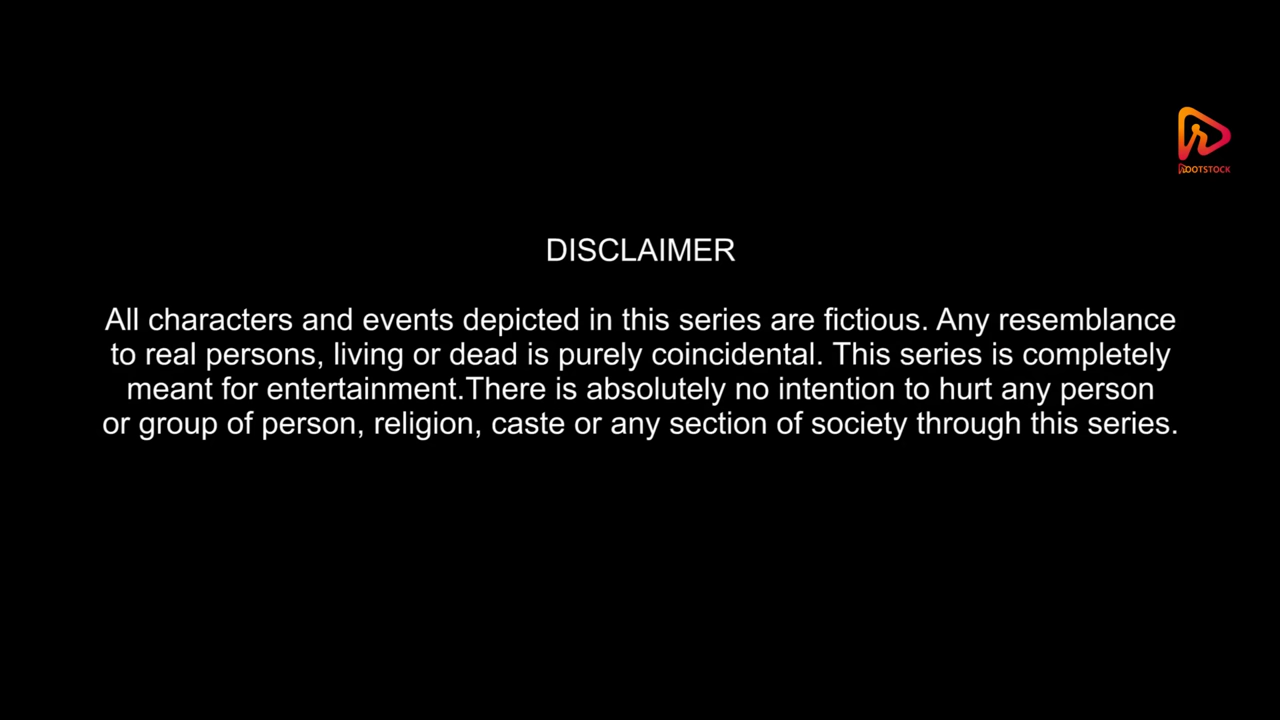 ROOTSTOCK
DISCLAIMER
All characters and events depicted in this series are fictious. Any resemblance
to real persons, living or dead is purely coincidental. This series is completely
meant for entertainment.There is absolutely no intention to hurt any person
or group of person, religion, caste or any section of society through this series.